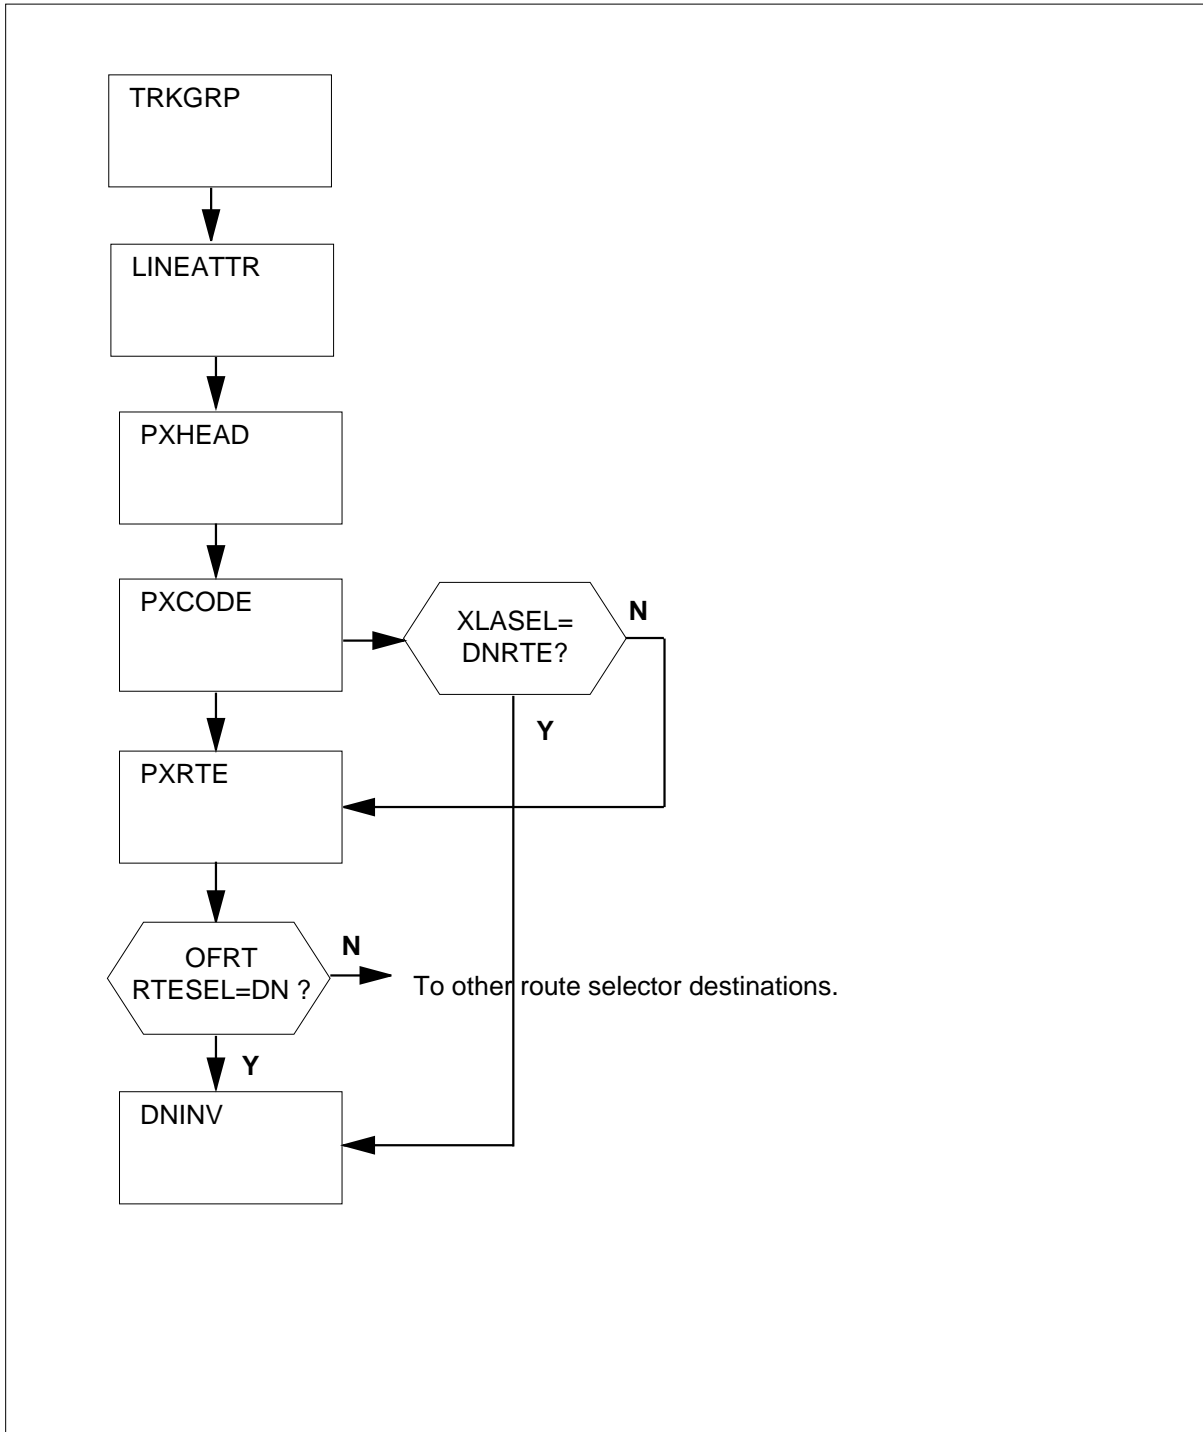 TRKGRP
LINEATTR
PXHEAD
PXCODE
XLASEL=
DNRTE?
N
Y
PXRTE
OFRT
RTESEL=DN ?
N
To other route selector destinations.
Y
DNINV